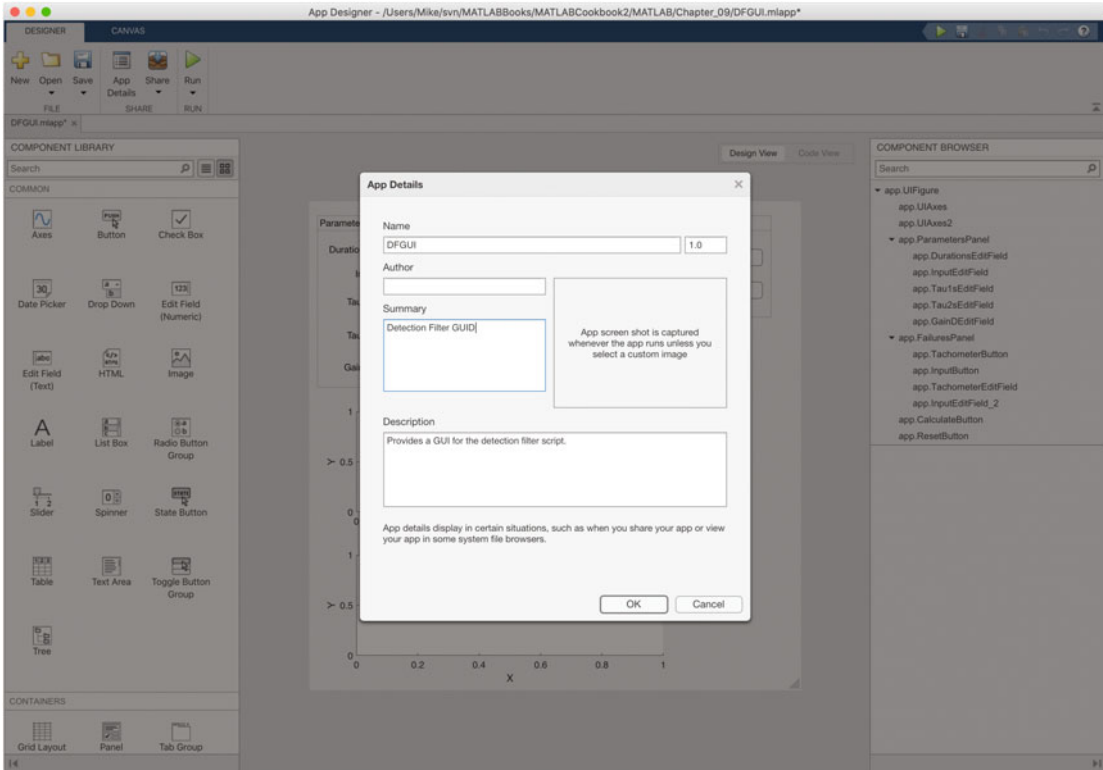 App Designer - /Users/Mike/svn/MATLABBooks/MATLABCookbook2/MATLAB/Chapter_09/DFGUI.mlapp*
DESIGNER CANVAS
New Open Save App Details Share Run
FILE SHARE RUN
DFGUI.mlapp* ×
COMPONENT LIBRARY
Search
COMMON
Axes Button Check Box
Date Picker Drop Down Edit Field (Numeric)
Edit Field (Text) HTML Image
Label List Box Radio Button Group
Slider Spinner State Button
Table Text Area Toggle Button Group
Tree
CONTAINERS
Grid Layout Panel Tab Group
Design View Code View
Paramete
Duratio
Tau
Tau
Gai
1
Y 0.5
0
0
1
Y 0.5
0
0 0.2 0.4 0.6 0.8 1
X
App Details
Name
DFGUI 1.0
Author
Summary
Detection Filter GUID
App screen shot is captured
whenever the app runs unless you
select a custom image
Description
Provides a GUI for the detection filter script.
App details display in certain situations, such as when you share your app or view
your app in some system file browsers.
OK Cancel
COMPONENT BROWSER
Search
app.UIFigure
app.UIAxes
app.UIAxes2
app.ParametersPanel
app.DurationsEditField
app.InputEditField
app.Tau1sEditField
app.Tau2sEditField
app.GainDEditField
app.FailuresPanel
app.TachometerButton
app.InputButton
app.TachometerEditField
app.InputEditField_2
app.CalculateButton
app.ResetButton